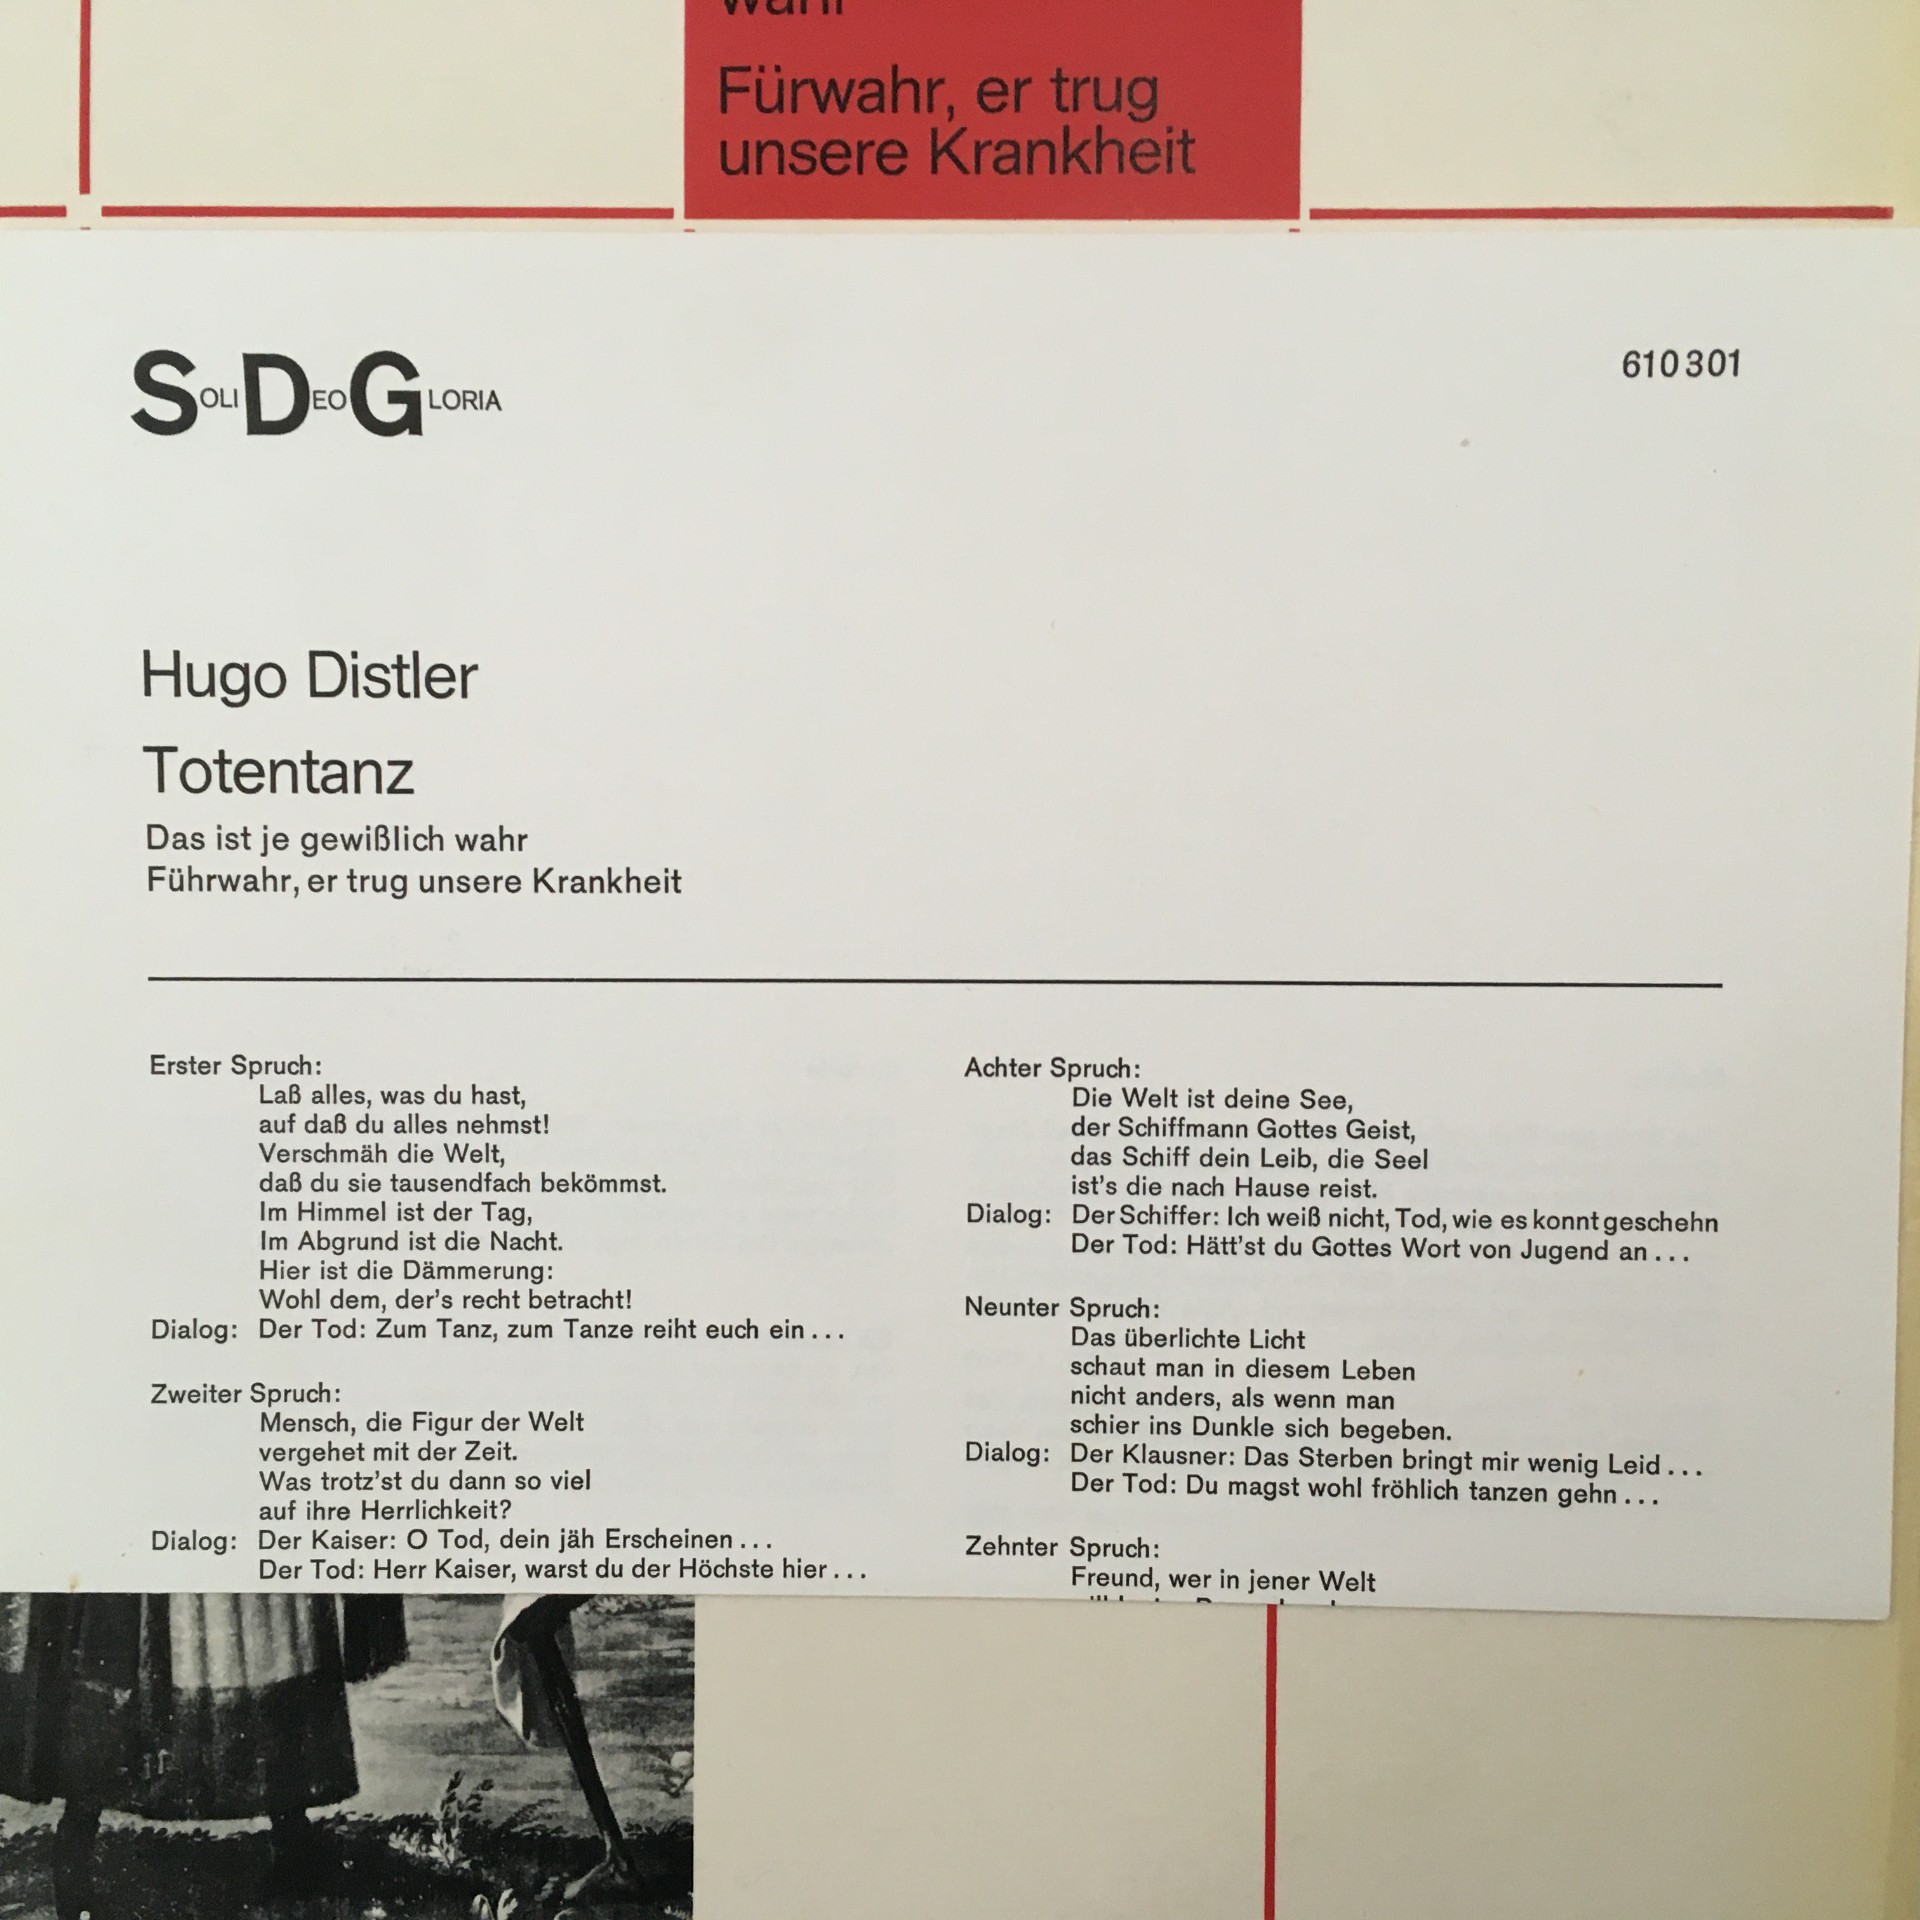 Fürwahr, er trug
unsere Krankheit
SOLI DEO GLORIA
610301
Hugo Distler
Totentanz
Das ist je gewißlich wahr
Führwahr, er trug unsere Krankheit
Erster Spruch:
Laß alles, was du hast,
auf daß du alles nehmst!
Verschmäh die Welt,
daß du sie tausendfach bekömmst.
Im Himmel ist der Tag,
Im Abgrund ist die Nacht.
Hier ist die Dämmerung:
Wohl dem, der's recht betracht!
Dialog: Der Tod: Zum Tanz, zum Tanze reiht euch ein...
Zweiter Spruch:
Mensch, die Figur der Welt
vergehet mit der Zeit.
Was trotz'st du dann so viel
auf ihre Herrlichkeit?
Dialog: Der Kaiser: O Tod, dein jäh Erscheinen...
Der Tod: Herr Kaiser, warst du der Höchste hier...
Achter Spruch:
Die Welt ist deine See,
der Schiffmann Gottes Geist,
das Schiff dein Leib, die Seel
ist's die nach Hause reist.
Dialog: Der Schiffer: Ich weiß nicht, Tod, wie es konnt geschehn
Der Tod: Hätt'st du Gottes Wort von Jugend an...
Neunter Spruch:
Das überlichte Licht
schaut man in diesem Leben
nicht anders, als wenn man
schier ins Dunkle sich begeben.
Dialog: Der Klausner: Das Sterben bringt mir wenig Leid...
Der Tod: Du magst wohl fröhlich tanzen gehn...
Zehnter Spruch:
Freund, wer in jener Welt